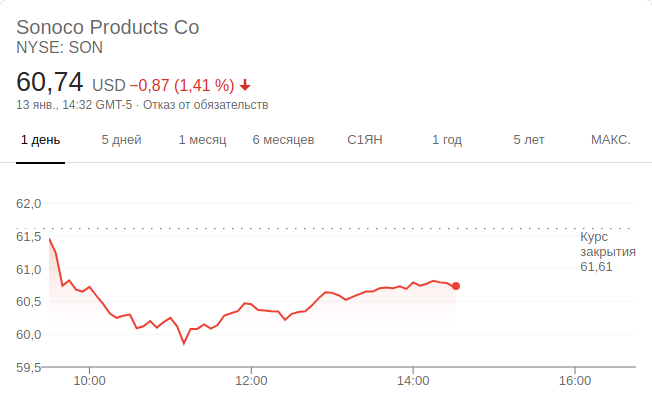 Sonoco Products Co
NYSE: SON
60,74 USD −0,87 (1,41 %)
13 янв., 14:32 GMT-5 · Отказ от обязательств
1 день 5 дней 1 месяц 6 месяцев С1ЯН 1 год 5 лет МАКС.
62,0
61,5
61,0
60,5
60,0
59,5
Курс
закрытия
61,61
10:00 12:00 14:00 16:00